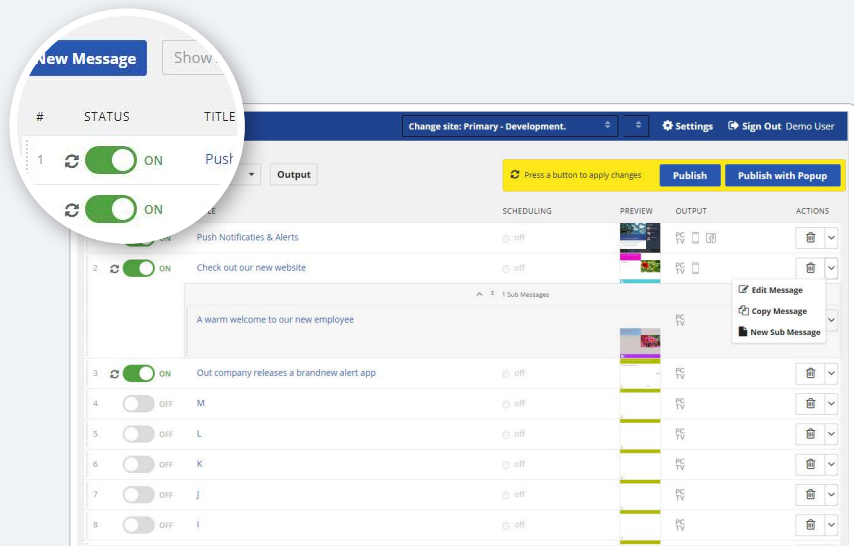 New Message
Show
# STATUS TITLE
1 ON Push
ON
Change site: Primary - Development. Settings Sign Out Demo User
Output Press a button to apply changes Publish Publish with Popup
SCHEDULING PREVIEW OUTPUT ACTIONS
ON Push Notificaties & Alerts off PC TV
2 ON Check out our new website off PC TV
Edit Message
1 Sub Messages
Copy Message
A warm welcome to our new employee PC TV
New Sub Message
3 ON Out company releases a brandnew alert app off PC TV
4 OFF M off PC TV
5 OFF L off PC TV
6 OFF K off PC TV
7 OFF J off PC TV
8 OFF I off PC TV